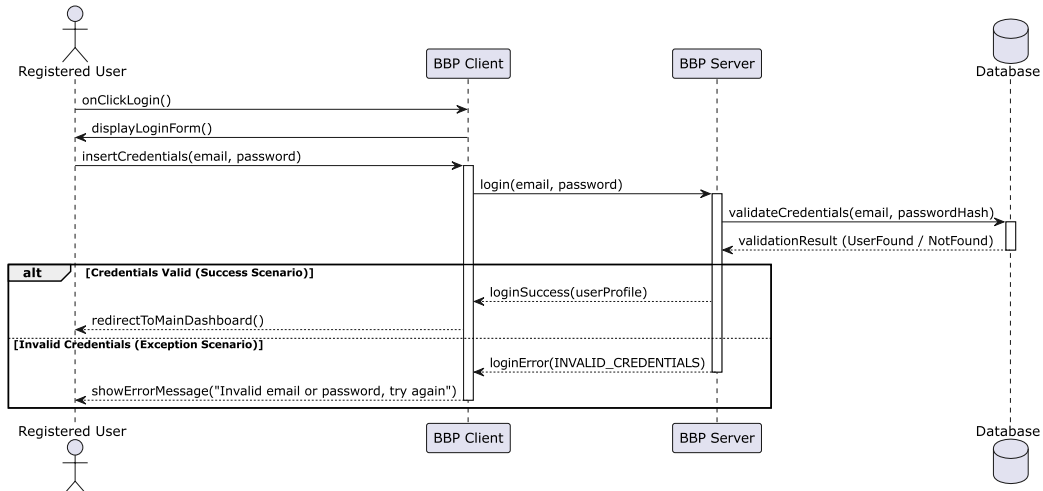 Registered User
BBP Client
BBP Server
Database
onClickLogin()
displayLoginForm()
insertCredentials(email, password)
login(email, password)
validateCredentials(email, passwordHash)
validationResult (UserFound / NotFound)
alt [Credentials Valid (Success Scenario)]
loginSuccess(userProfile)
redirectToMainDashboard()
[Invalid Credentials (Exception Scenario)]
loginError(INVALID_CREDENTIALS)
showErrorMessage("Invalid email or password, try again")
Registered User
BBP Client
BBP Server
Database